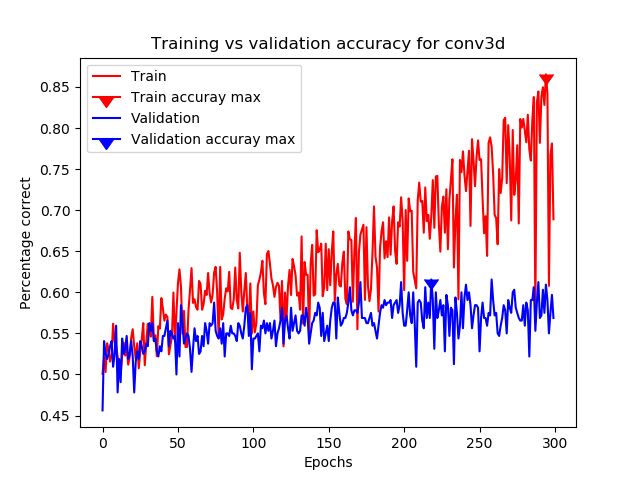 Training vs validation accuracy for conv3d
Train
Train accuray max
Validation
Validation accuray max
0.85
0.80
0.75
0.70
0.65
0.60
0.55
0.50
0.45
Percentage correct
0 50 100 150 200 250 300
Epochs